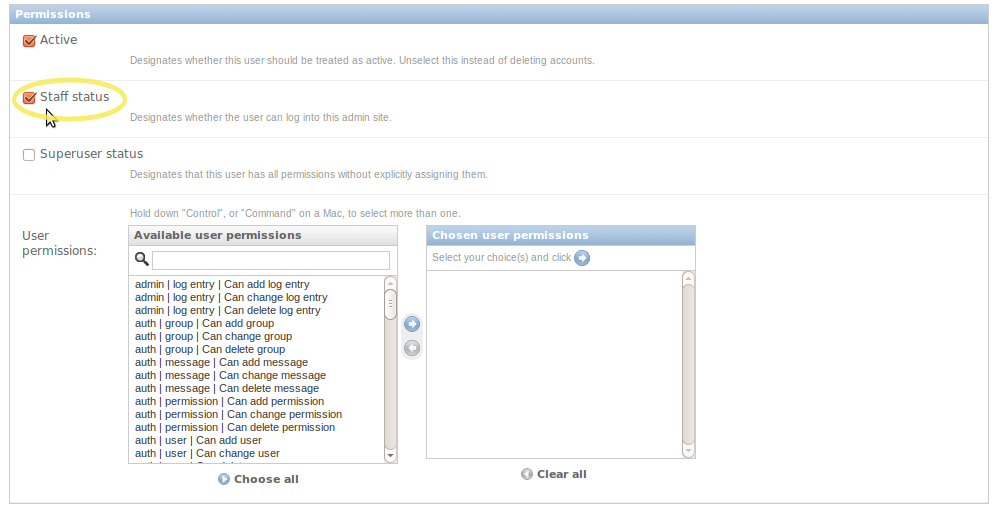 Permissions
Active
Designates whether this user should be treated as active. Unselect this instead of deleting accounts.
Staff status
Designates whether the user can log into this admin site.
Superuser status
Designates that this user has all permissions without explicitly assigning them.
Hold down "Control", or "Command" on a Mac, to select more than one.
User
permissions:
Available user permissions
admin | log entry | Can add log entry
admin | log entry | Can change log entry
admin | log entry | Can delete log entry
auth | group | Can add group
auth | group | Can change group
auth | group | Can delete group
auth | message | Can add message
auth | message | Can change message
auth | message | Can delete message
auth | permission | Can add permission
auth | permission | Can change permission
auth | permission | Can delete permission
auth | user | Can add user
auth | user | Can change user
Choose all
Chosen user permissions
Select your choice(s) and click
Clear all